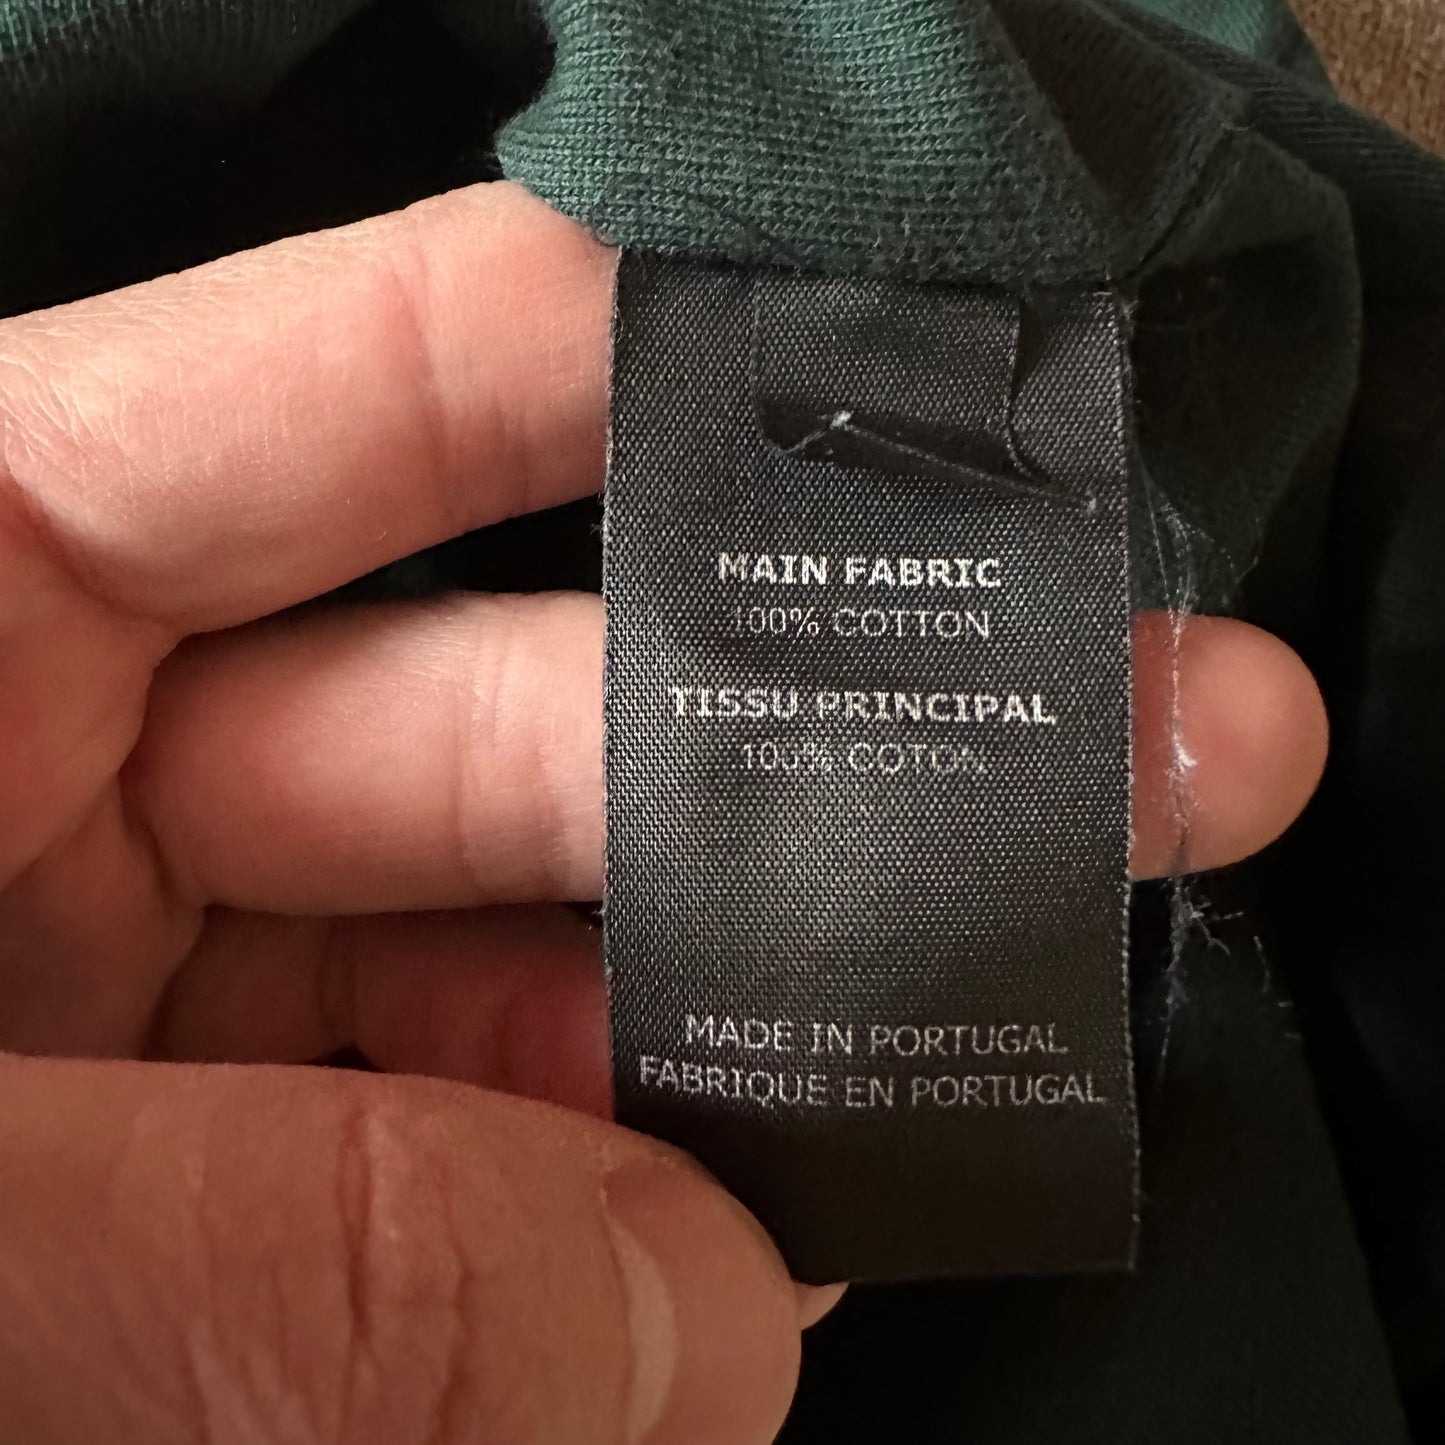 MAIN FABRIC
100% COTTON
TISSU PRINCIPAL
100% COTON
MADE IN PORTUGAL
FABRIQUE EN PORTUGAL